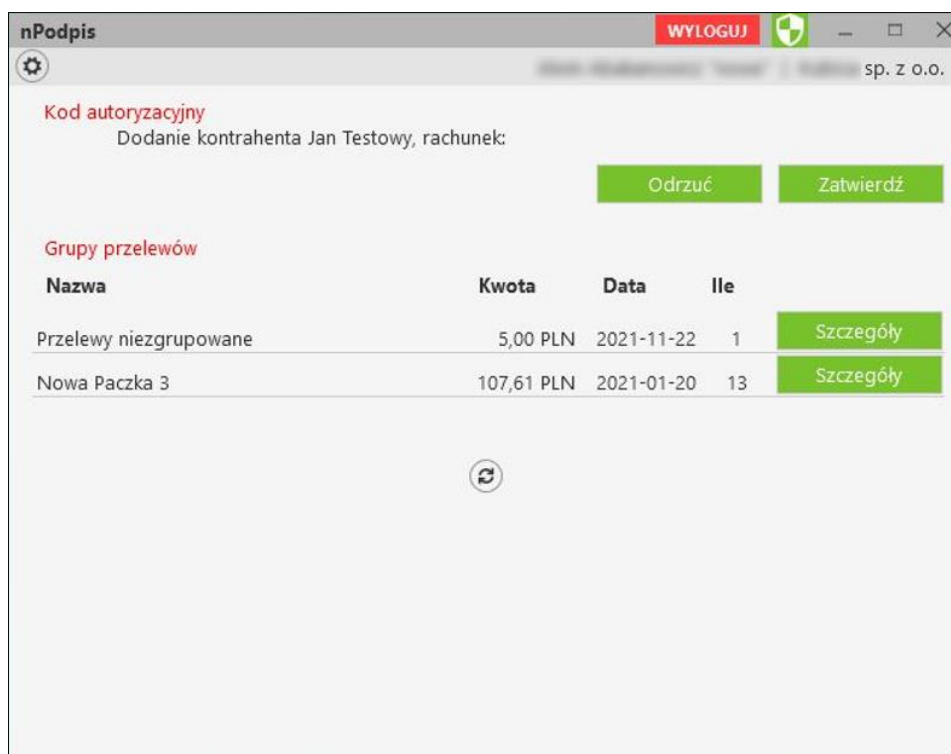 nPodpis WYLOGUJ
sp. z o.o.
Kod autoryzacyjny
Dodanie kontrahenta Jan Testowy, rachunek:
Odrzuć Zatwierdź
Grupy przelewów
Nazwa Kwota Data Ile
Przelewy niezgrupowane 5,00 PLN 2021-11-22 1 Szczegóły
Nowa Paczka 3 107,61 PLN 2021-01-20 13 Szczegóły